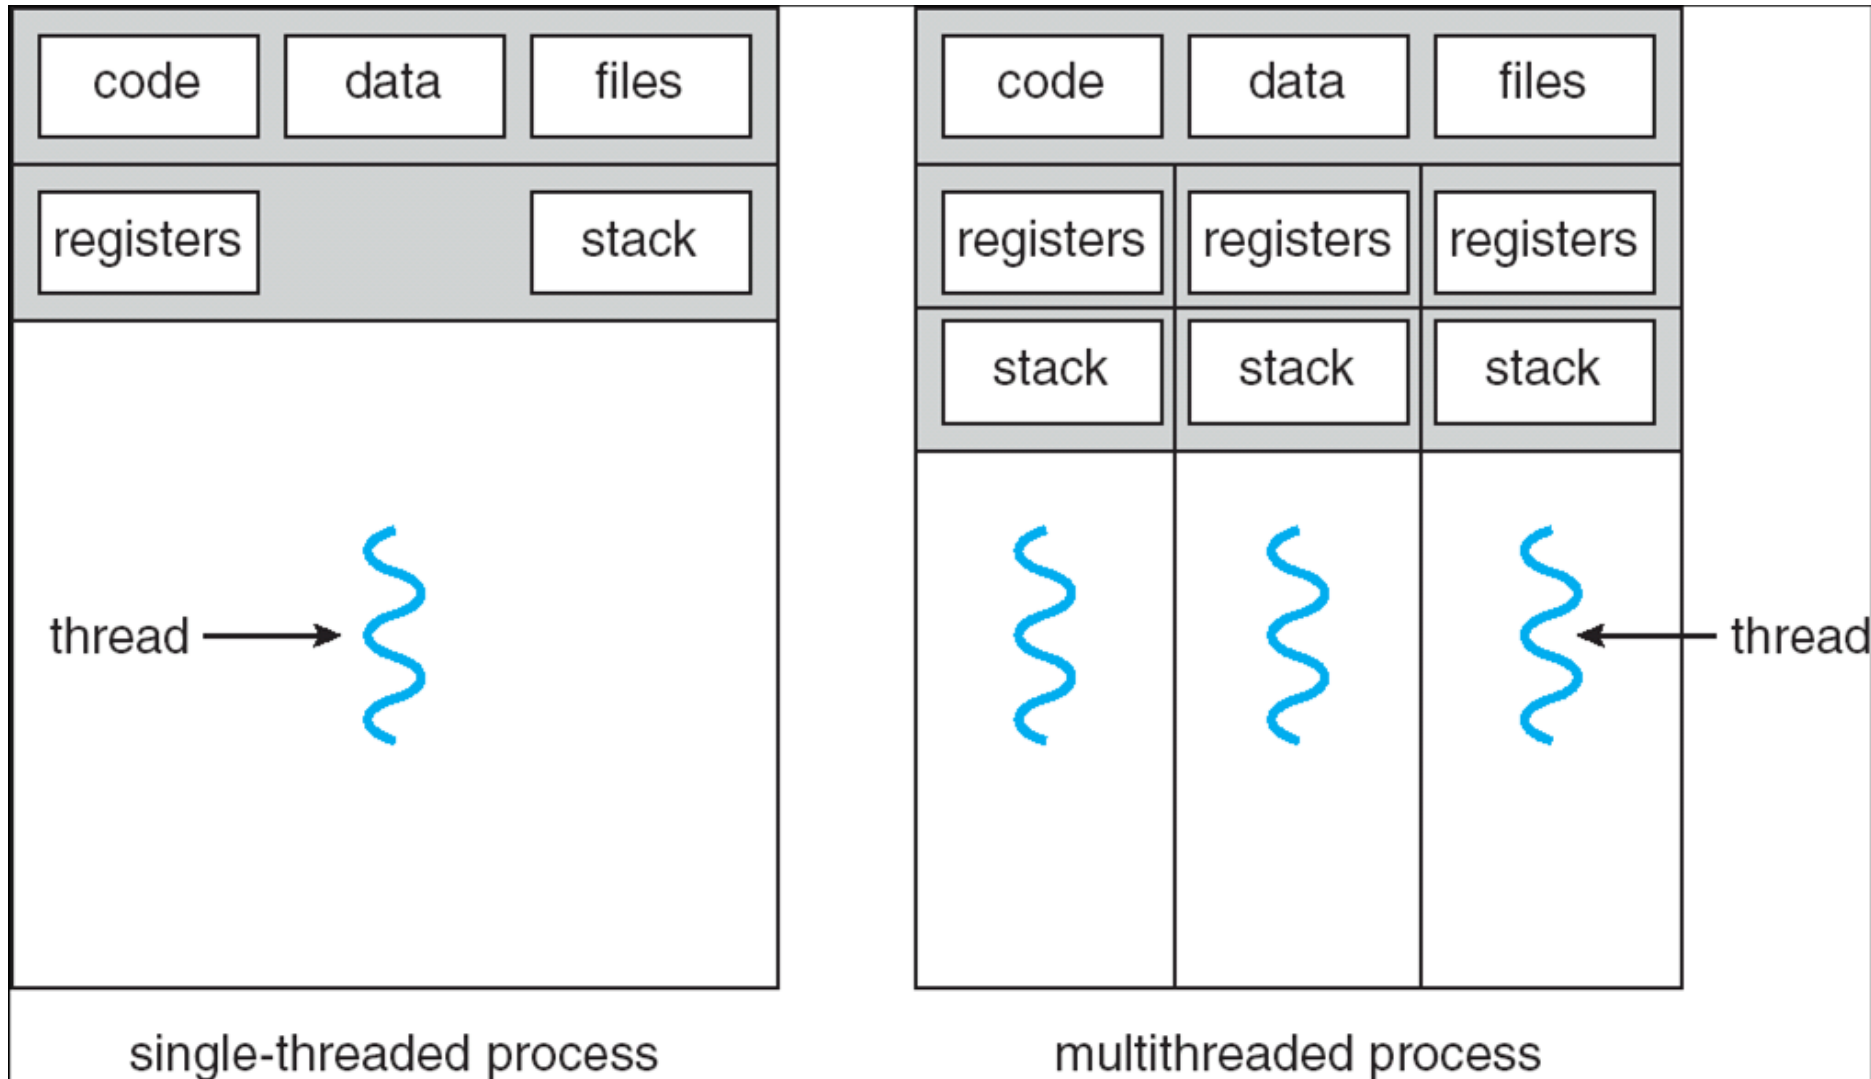 code data files
registers stack
thread
single-threaded process
code data files
registers registers registers
stack stack stack
thread
multithreaded process